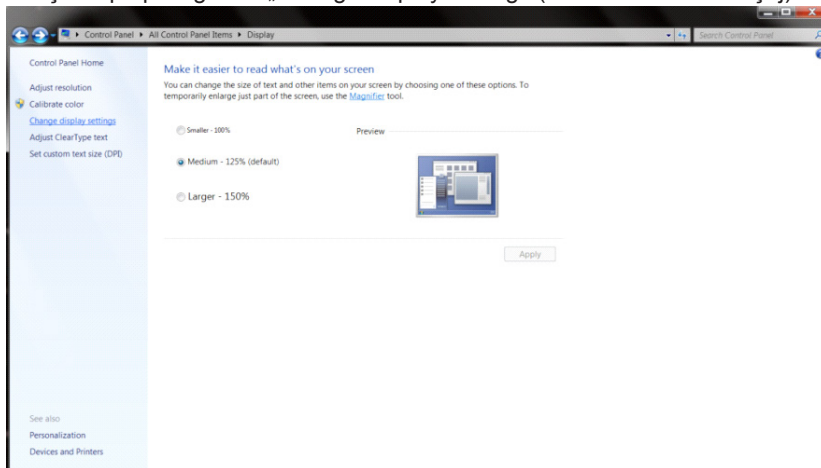 Control Panel ▸ All Control Panel Items ▸ Display
Search Control Panel
Control Panel Home
Adjust resolution
Calibrate color
Change display settings
Adjust ClearType text
Set custom text size (DPI)
See also
Personalization
Devices and Printers
Make it easier to read what's on your screen
You can change the size of text and other items on your screen by choosing one of these options. To
temporarily enlarge just part of the screen, use the Magnifier tool.
Smaller - 100%
Preview
Medium - 125% (default)
Larger - 150%
Apply